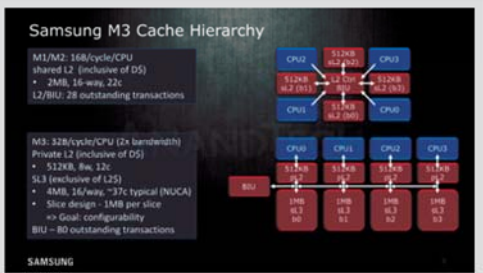 Samsung M3 Cache Hierarchy
M1/M2: 16B/cycle/CPU
shared L2 (inclusive of D$)
• 2MB, 16-way, 22c
L2/BIU: 28 outstanding transactions
CPU2
512KB
sL2 (b2)
CPU3
512KB
sL2 (b1)
L2 Ctrl
BIU
512KB
sL2 (b3)
CPU1
512KB
sL2 (b0)
CPU0
M3: 32B/cycle/CPU (2x bandwidth)
Private L2 (inclusive of D$)
• 512KB, 8w, 12c
SL3 (exclusive of L2$)
• 4MB, 16/way, ~37c typical (NUCA)
• Slice design - 1MB per slice
=> Goal: configurability
BIU – 80 outstanding transactions
CPU0
CPU1
CPU2
CPU3
512KB
pL2
512KB
pL2
512KB
pL2
512KB
pL2
BIU
1MB
sL3
b0
1MB
sL3
b1
1MB
sL3
b2
1MB
sL3
b3
SAMSUNG